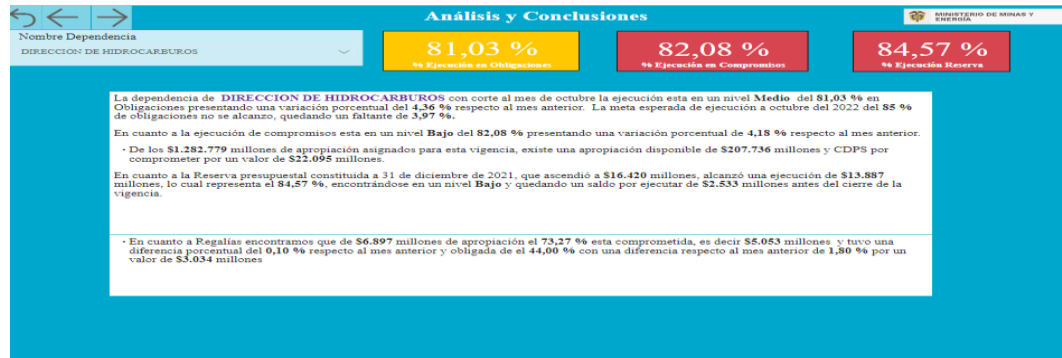 Análisis y Conclusiones
MINISTERIO DE MINAS Y
ENERGÍA
Nombre Dependencia
DIRECCION DE HIDROCARBUROS
81,03 %
% Ejecución en Obligaciones
82,08 %
% Ejecución en Compromisos
84,57 %
% Ejecución Reserva
La dependencia de DIRECCION DE HIDROCARBUROS con corte al mes de octubre la ejecución esta en un nivel Medio del 81,03 % en
Obligaciones presentando una variación porcentual del 4,36 % respecto al mes anterior. La meta esperada de ejecución a octubre del 2022 del 85 %
de obligaciones no se alcanzo, quedando un faltante de 3,97 %.
En cuanto a la ejecución de compromisos esta en un nivel Bajo del 82,08 % presentando una variación porcentual de 4,18 % respecto al mes anterior.
· De los $1.282.779 millones de apropiación asignados para esta vigencia, existe una apropiación disponible de $207.736 millones y CDPS por
comprometer por un valor de $22.095 millones.
En cuanto a la Reserva presupuestal constituida a 31 de diciembre de 2021, que ascendió a $16.420 millones, alcanzó una ejecución de $13.887
millones, lo cual representa el 84,57 %, encontrándose en un nivel Bajo y quedando un saldo por ejecutar de $2.533 millones antes del cierre de la
vigencia.
· En cuanto a Regalías encontramos que de $6.897 millones de apropiación el 73,27 % esta comprometida, es decir $5.053 millones y tuvo una
diferencia porcentual del 0,10 % respecto al mes anterior y obligada de el 44,00 % con una diferencia respecto al mes anterior de 1,80 % por un
valor de $3.034 millones